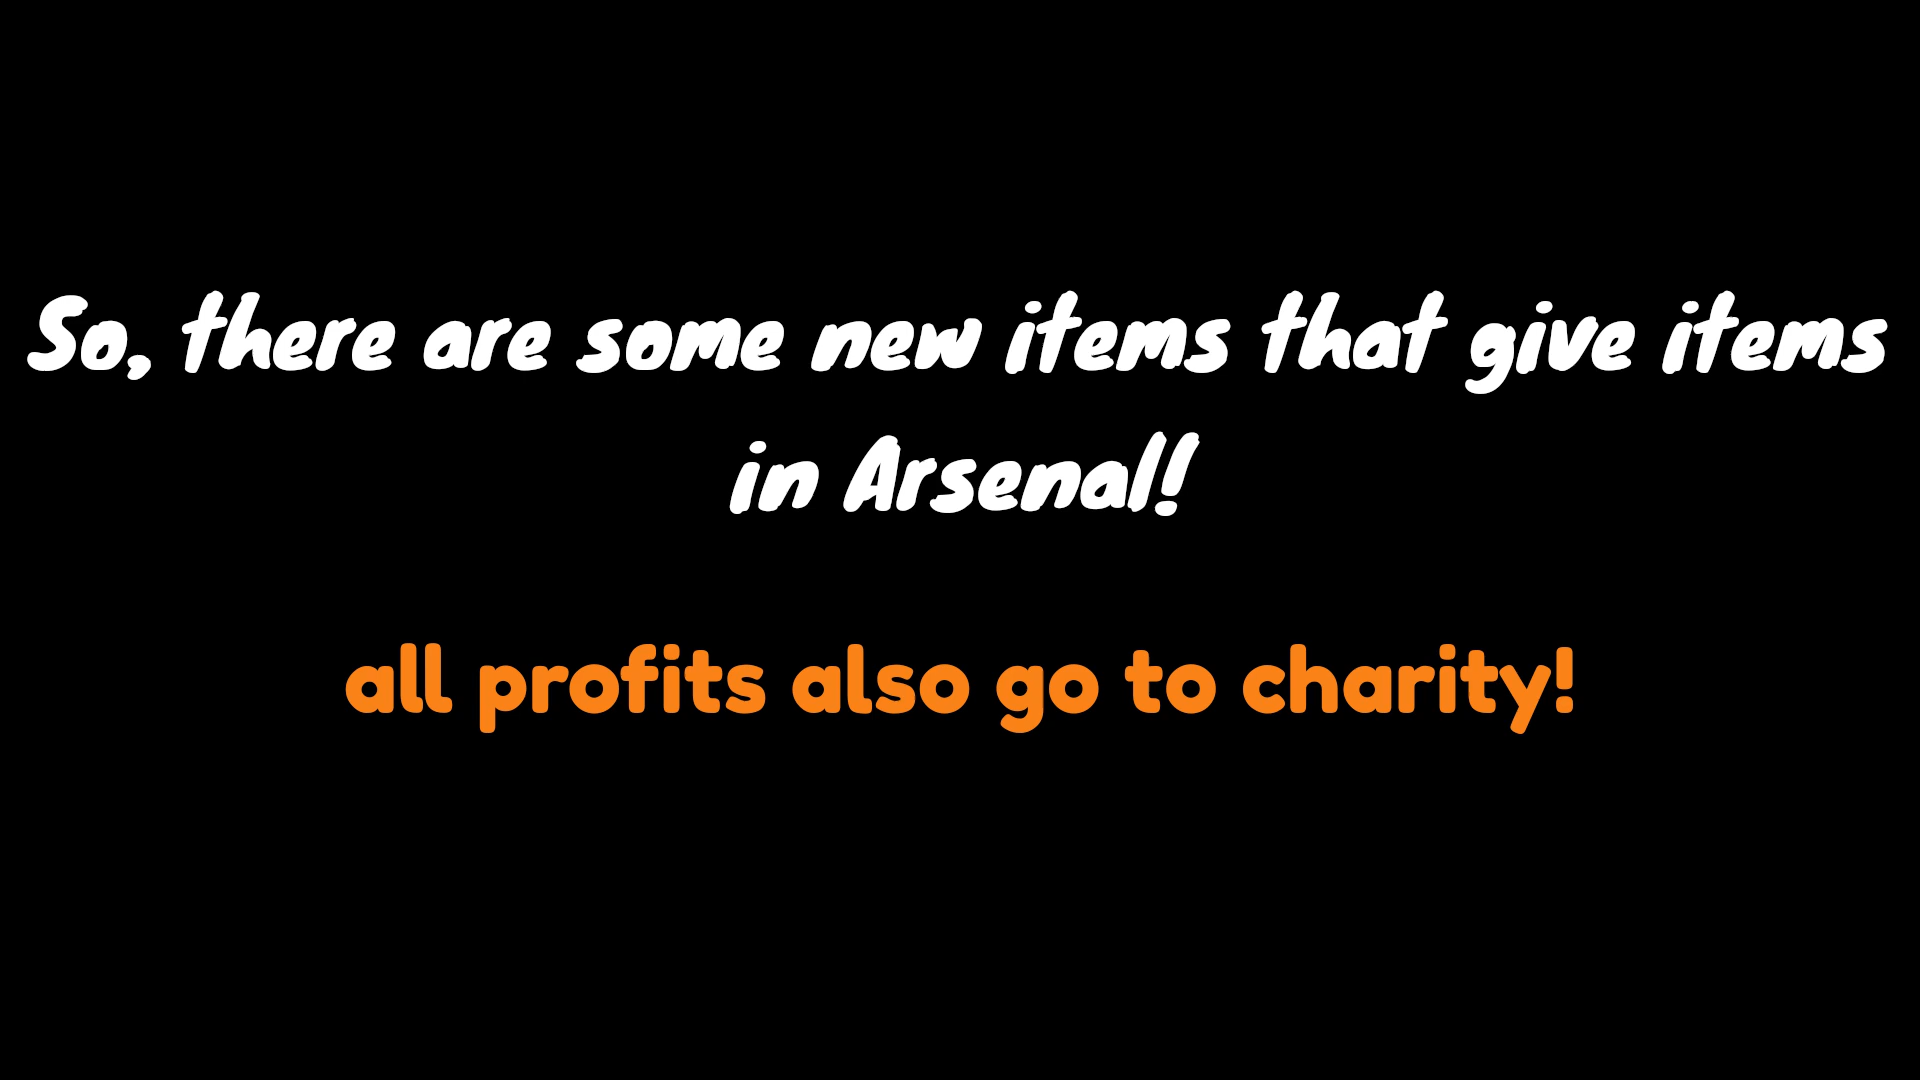 So, there are some new items that give items
in Arsenal!
all profits also go to charity!